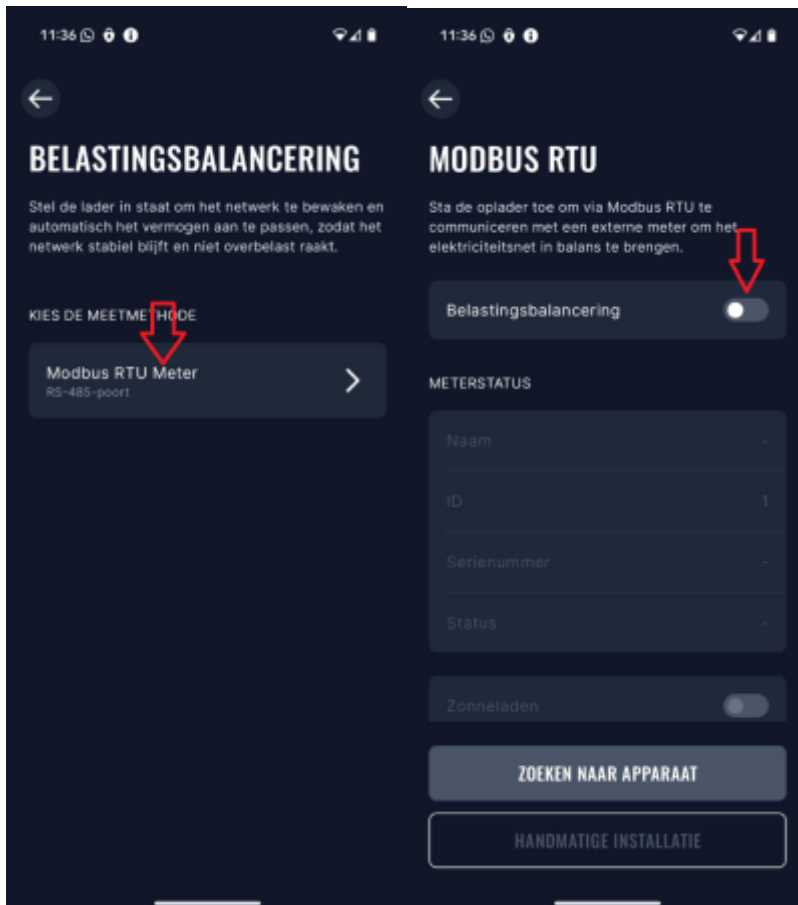 11:36
BELASTINGSBALANCERING
Stel de lader in staat om het netwerk te bewaken en
automatisch het vermogen aan te passen, zodat het
netwerk stabiel blijft en niet overbelast raakt.
KIES DE MEETMETHODE
Modbus RTU Meter
RS-485-poort
11:36
MODBUS RTU
Sta de oplader toe om via Modbus RTU te
communiceren met een externe meter om het
elektriciteitsnet in balans te brengen.
Belastingsbalancering
METERSTATUS
Naam -
ID 1
Serienummer -
Status -
Zonneladen
ZOEKEN NAAR APPARAAT
HANDMATIGE INSTALLATIE